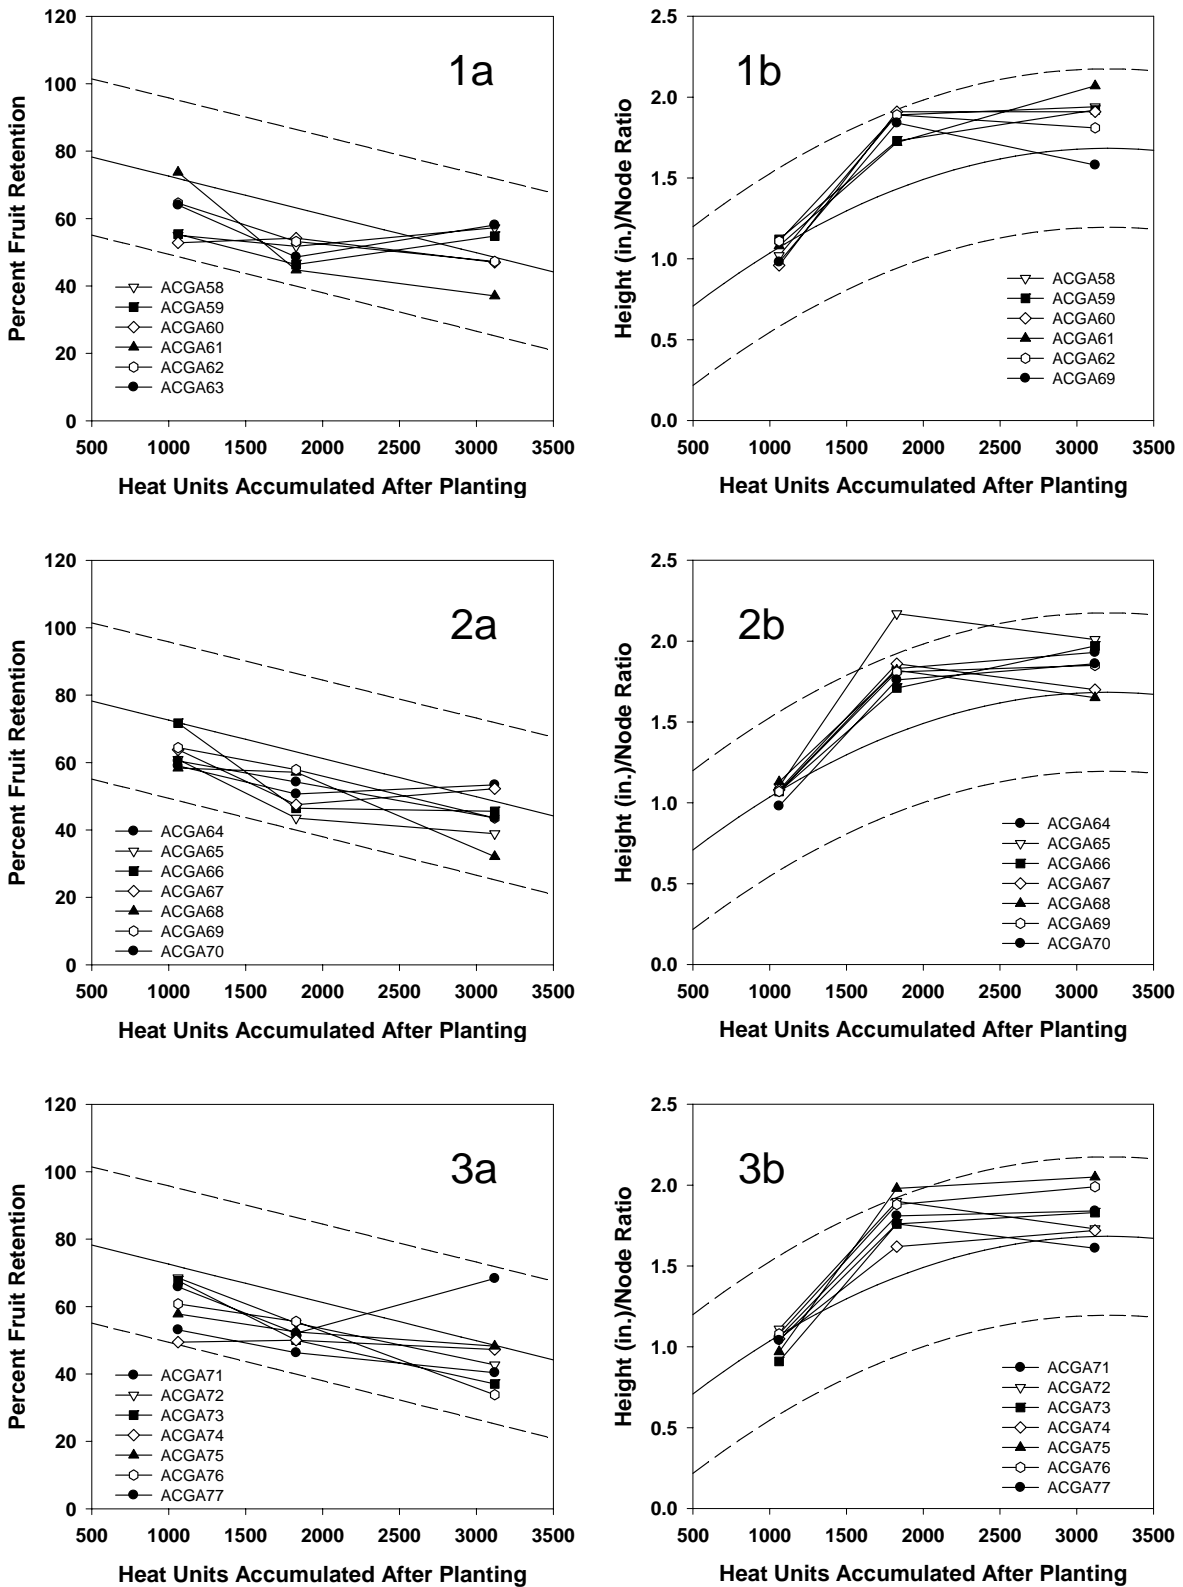 1a
Percent Fruit Retention
120
100
80
60
40
20
0
ACGA58
ACGA59
ACGA60
ACGA61
ACGA62
ACGA63
500 1000 1500 2000 2500 3000 3500
Heat Units Accumulated After Planting
1b
Height (in.)/Node Ratio
2.5
2.0
1.5
1.0
0.5
0.0
ACGA58
ACGA59
ACGA60
ACGA61
ACGA62
ACGA69
500 1000 1500 2000 2500 3000 3500
Heat Units Accumulated After Planting
2a
Percent Fruit Retention
120
100
80
60
40
20
0
ACGA64
ACGA65
ACGA66
ACGA67
ACGA68
ACGA69
ACGA70
500 1000 1500 2000 2500 3000 3500
Heat Units Accumulated After Planting
2b
Height (in.)/Node Ratio
2.5
2.0
1.5
1.0
0.5
0.0
ACGA64
ACGA65
ACGA66
ACGA67
ACGA68
ACGA69
ACGA70
500 1000 1500 2000 2500 3000 3500
Heat Units Accumulated After Planting
3a
Percent Fruit Retention
120
100
80
60
40
20
0
ACGA71
ACGA72
ACGA73
ACGA74
ACGA75
ACGA76
ACGA77
500 1000 1500 2000 2500 3000 3500
Heat Units Accumulated After Planting
3b
Height (in.)/Node Ratio
2.5
2.0
1.5
1.0
0.5
0.0
ACGA71
ACGA72
ACGA73
ACGA74
ACGA75
ACGA76
ACGA77
500 1000 1500 2000 2500 3000 3500
Heat Units Accumulated After Planting